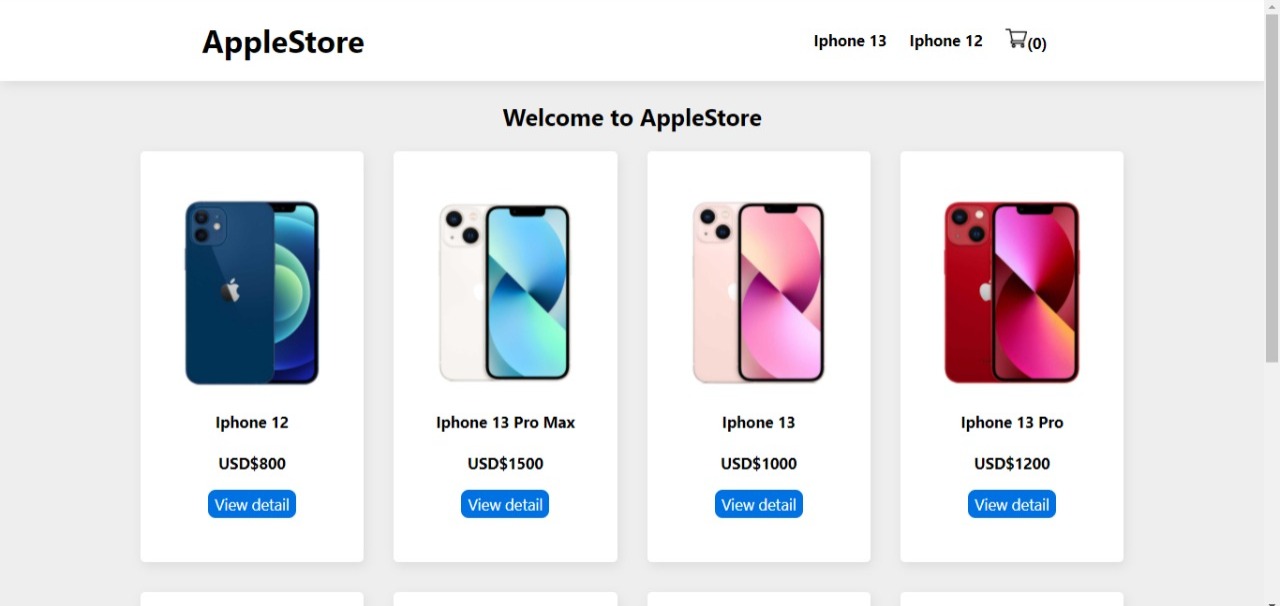 AppleStore
Iphone 13
Iphone 12
(0)
Welcome to AppleStore
Iphone 12
USD$800
View detail
Iphone 13 Pro Max
USD$1500
View detail
Iphone 13
USD$1000
View detail
Iphone 13 Pro
USD$1200
View detail